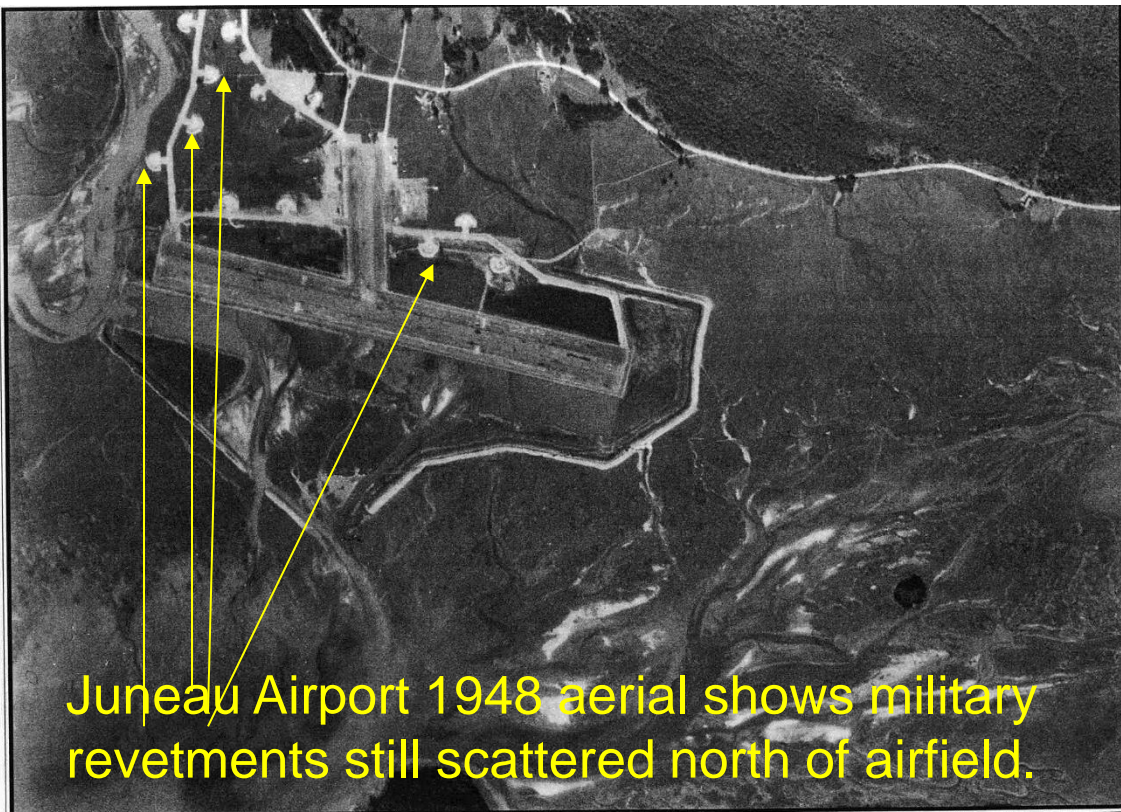 Juneau Airport 1948 aerial shows military
revetments still scattered north of airfield.